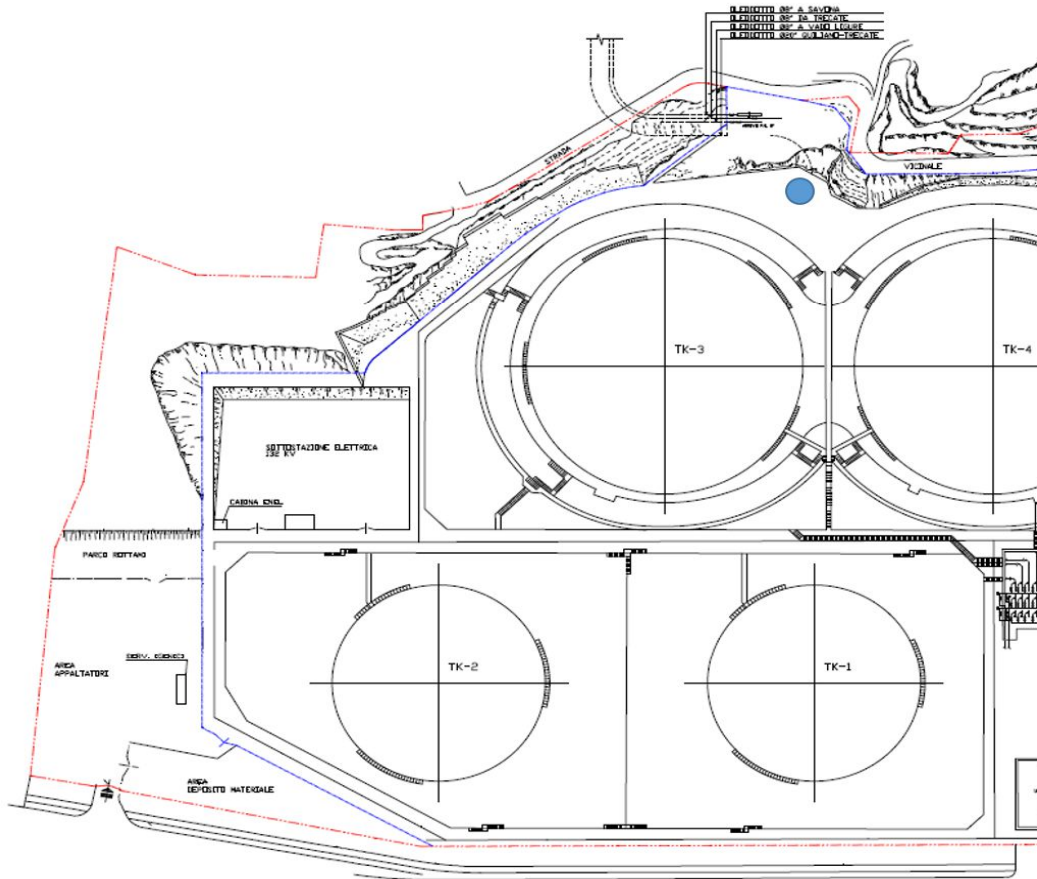 OLEODOTTO Ø8" A SAVONA
OLEODOTTO Ø8" DA TRECATE
OLEODOTTO Ø8" A VADO LIGURE
OLEODOTTO Ø20" QUILIANO-TRECATE
STRADA
VICINALE
TK-3
TK-4
SOTTOSTAZIONE ELETTRICA
132 KV
CABINA ENEL
PARCO ROTTAMI
AREA
APPALTATORI
SERV. IGIENICI
TK-2
TK-1
AREA
DEPOSITO MATERIALE